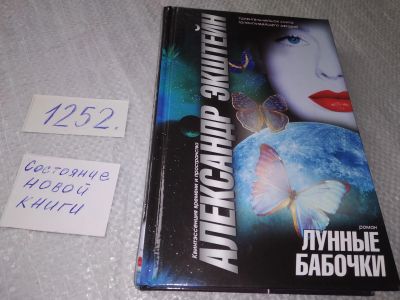 1252.
Состояние
новой
книги
Квинтэссенция времени и пространства
АЛЕКСАНДР ЭКШТЕЙН
роман
ЛУННЫЕ
БАБОЧКИ